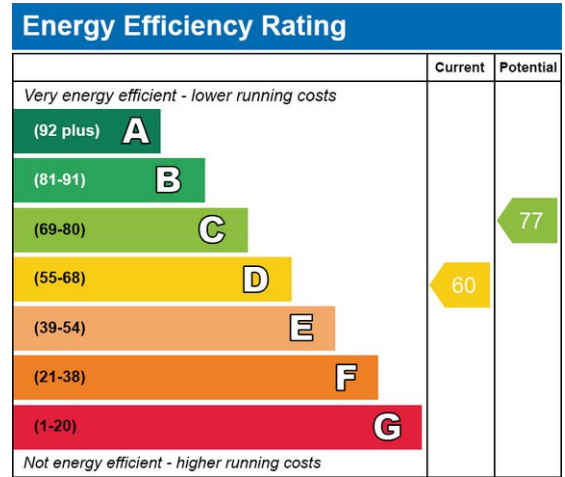 Energy Efficiency Rating
Current Potential
Very energy efficient - lower running costs
(92 plus) A
(81-91) B
(69-80) C
77
(55-68) D
60
(39-54) E
(21-38) F
(1-20) G
Not energy efficient - higher running costs